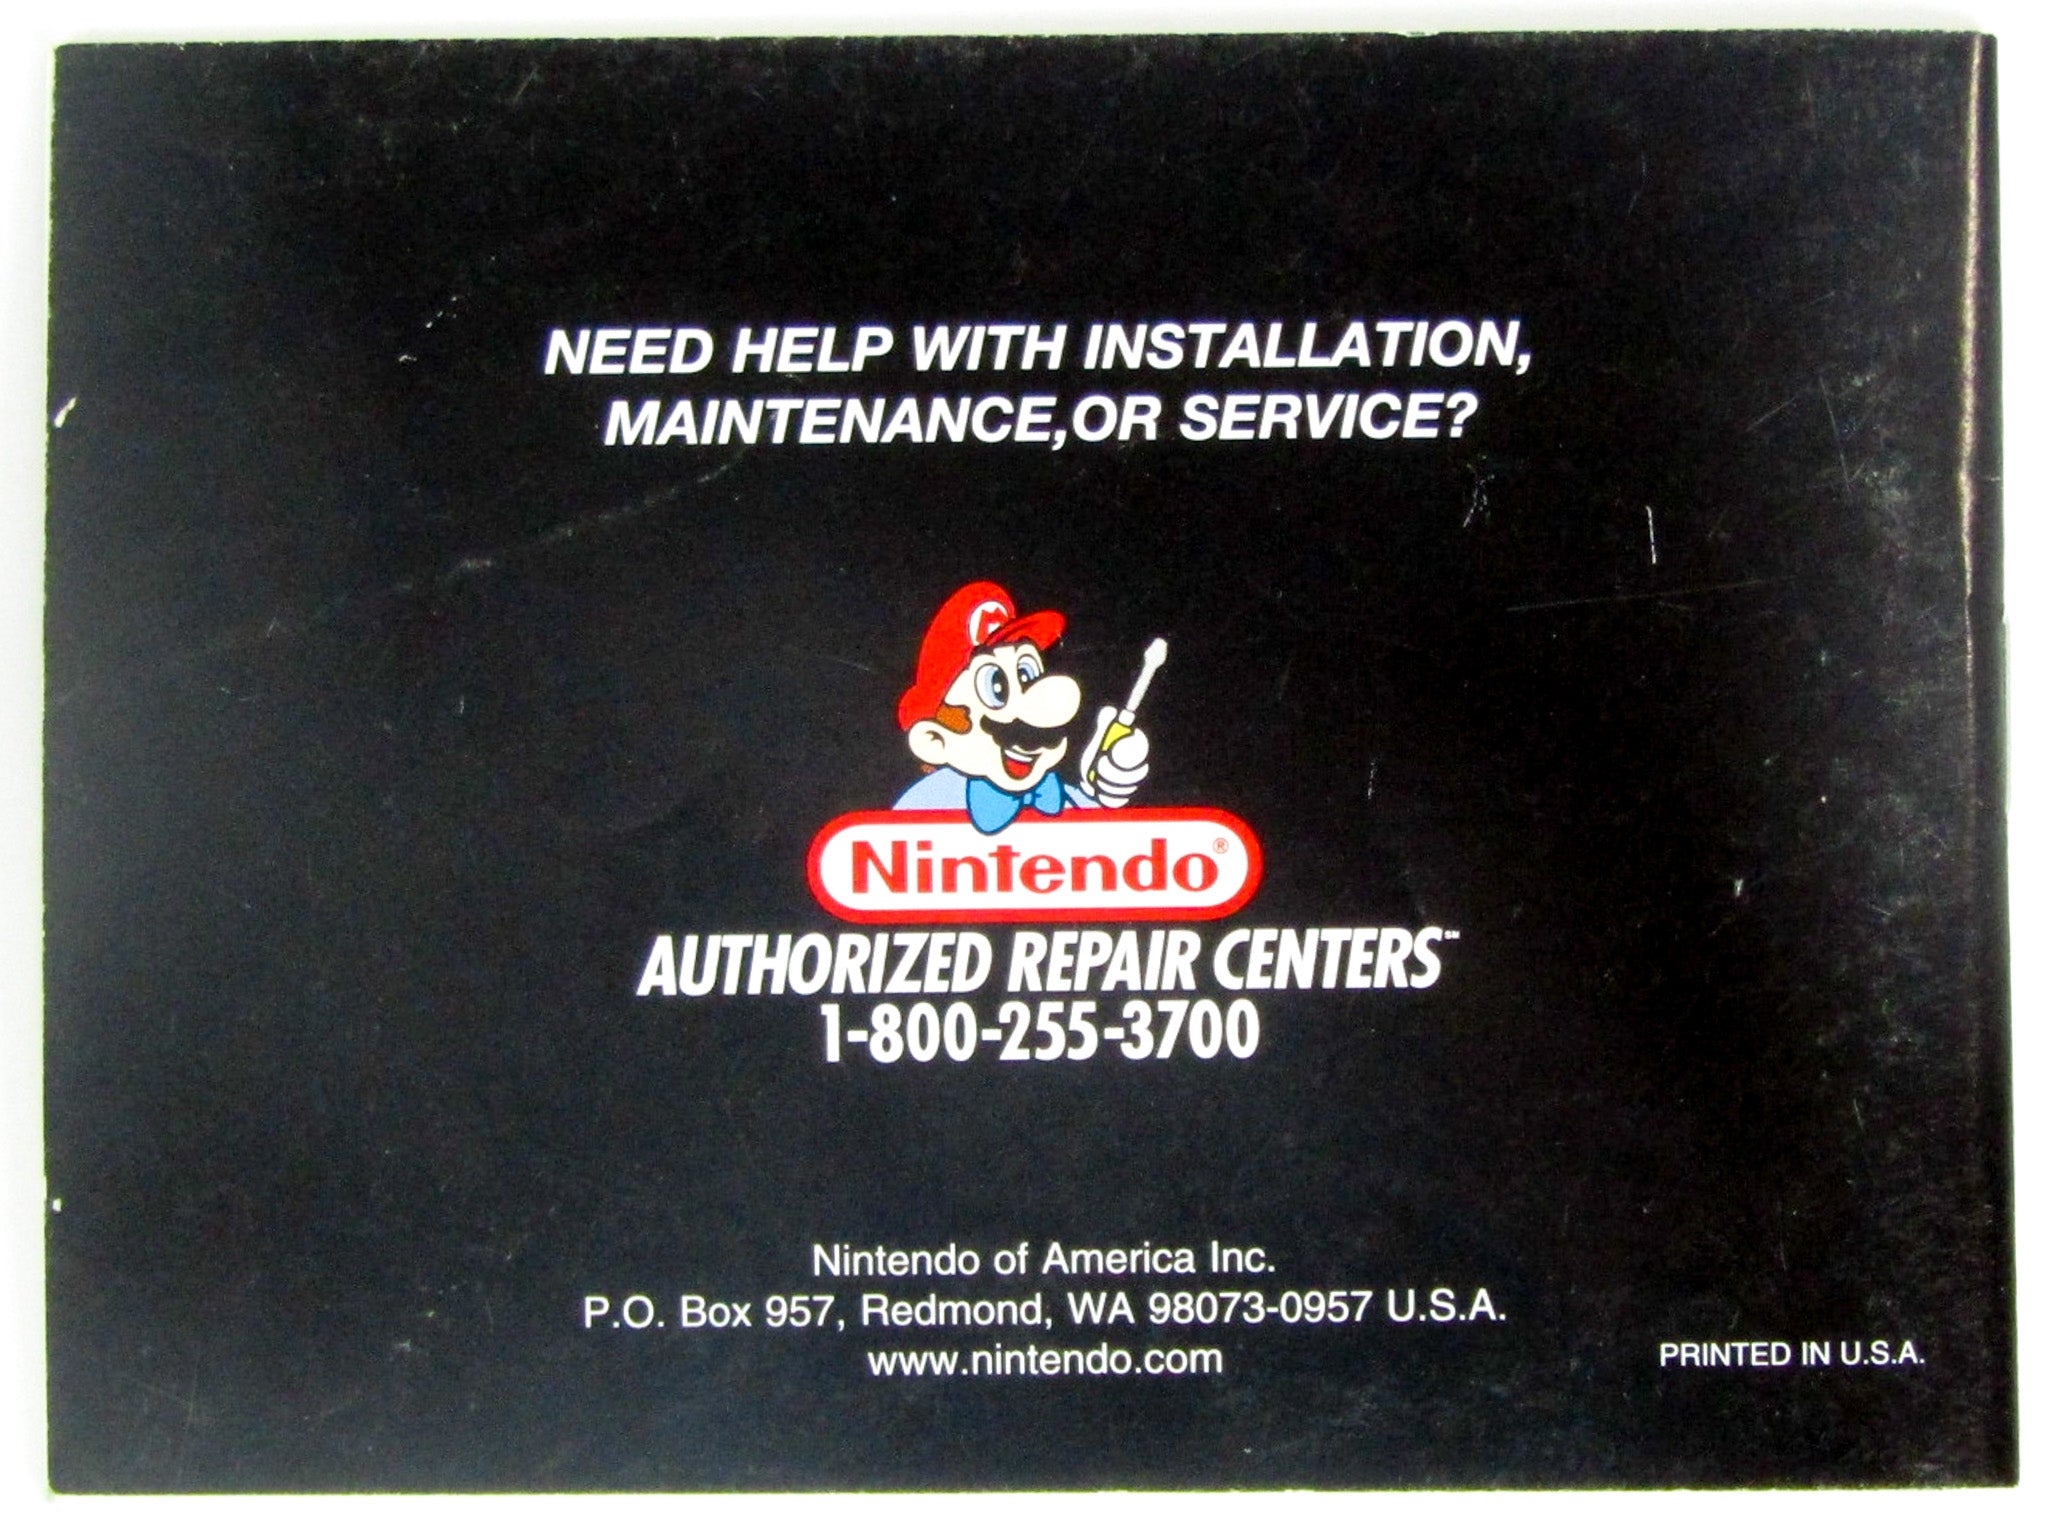 NEED HELP WITH INSTALLATION,
MAINTENANCE,OR SERVICE?
M
Nintendo®
AUTHORIZED REPAIR CENTERS℠
1-800-255-3700
Nintendo of America Inc.
P.O. Box 957, Redmond, WA 98073-0957 U.S.A.
www.nintendo.com
PRINTED IN U.S.A.